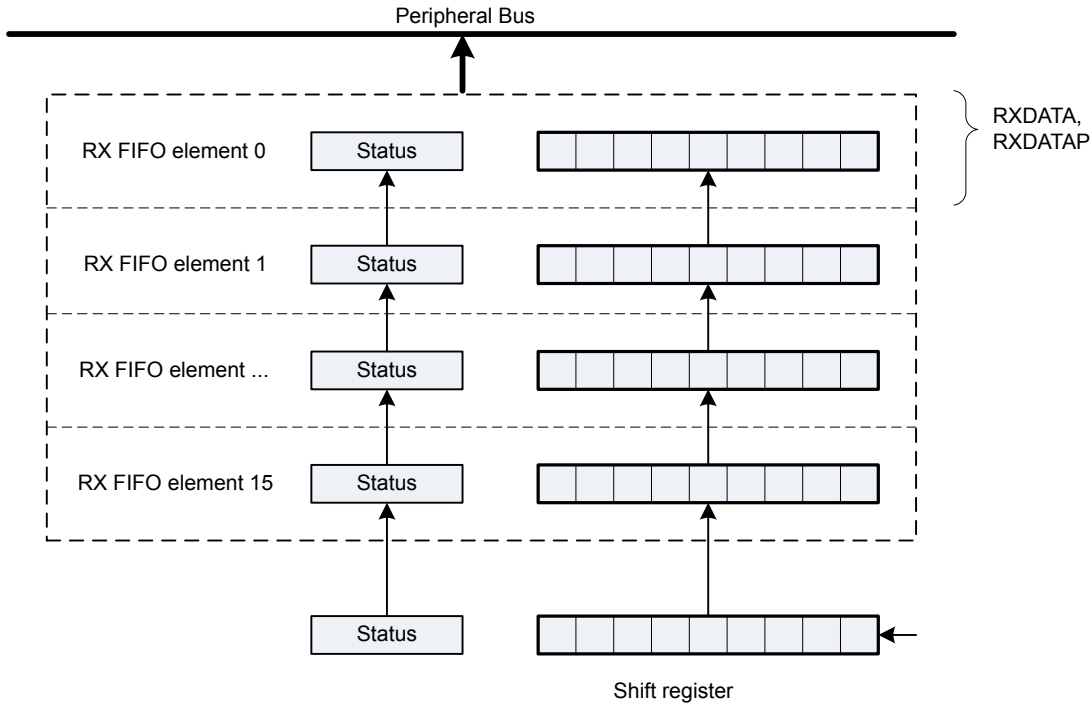 Peripheral Bus
RXDATA,
RXDATAP
RX FIFO element 0
Status
RX FIFO element 1
Status
RX FIFO element ...
Status
RX FIFO element 15
Status
Status
Shift register